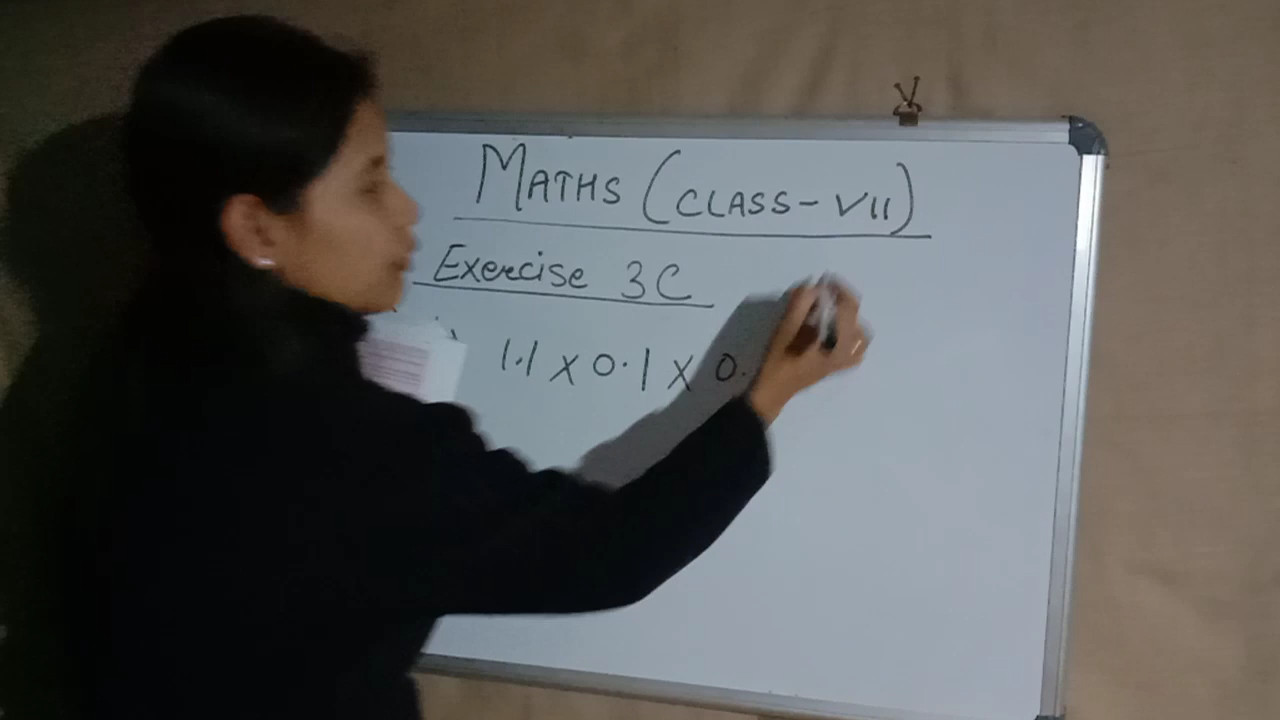 MATHS (CLASS-VII)
Exercise 3C
1.1 x 0.1 x 0.